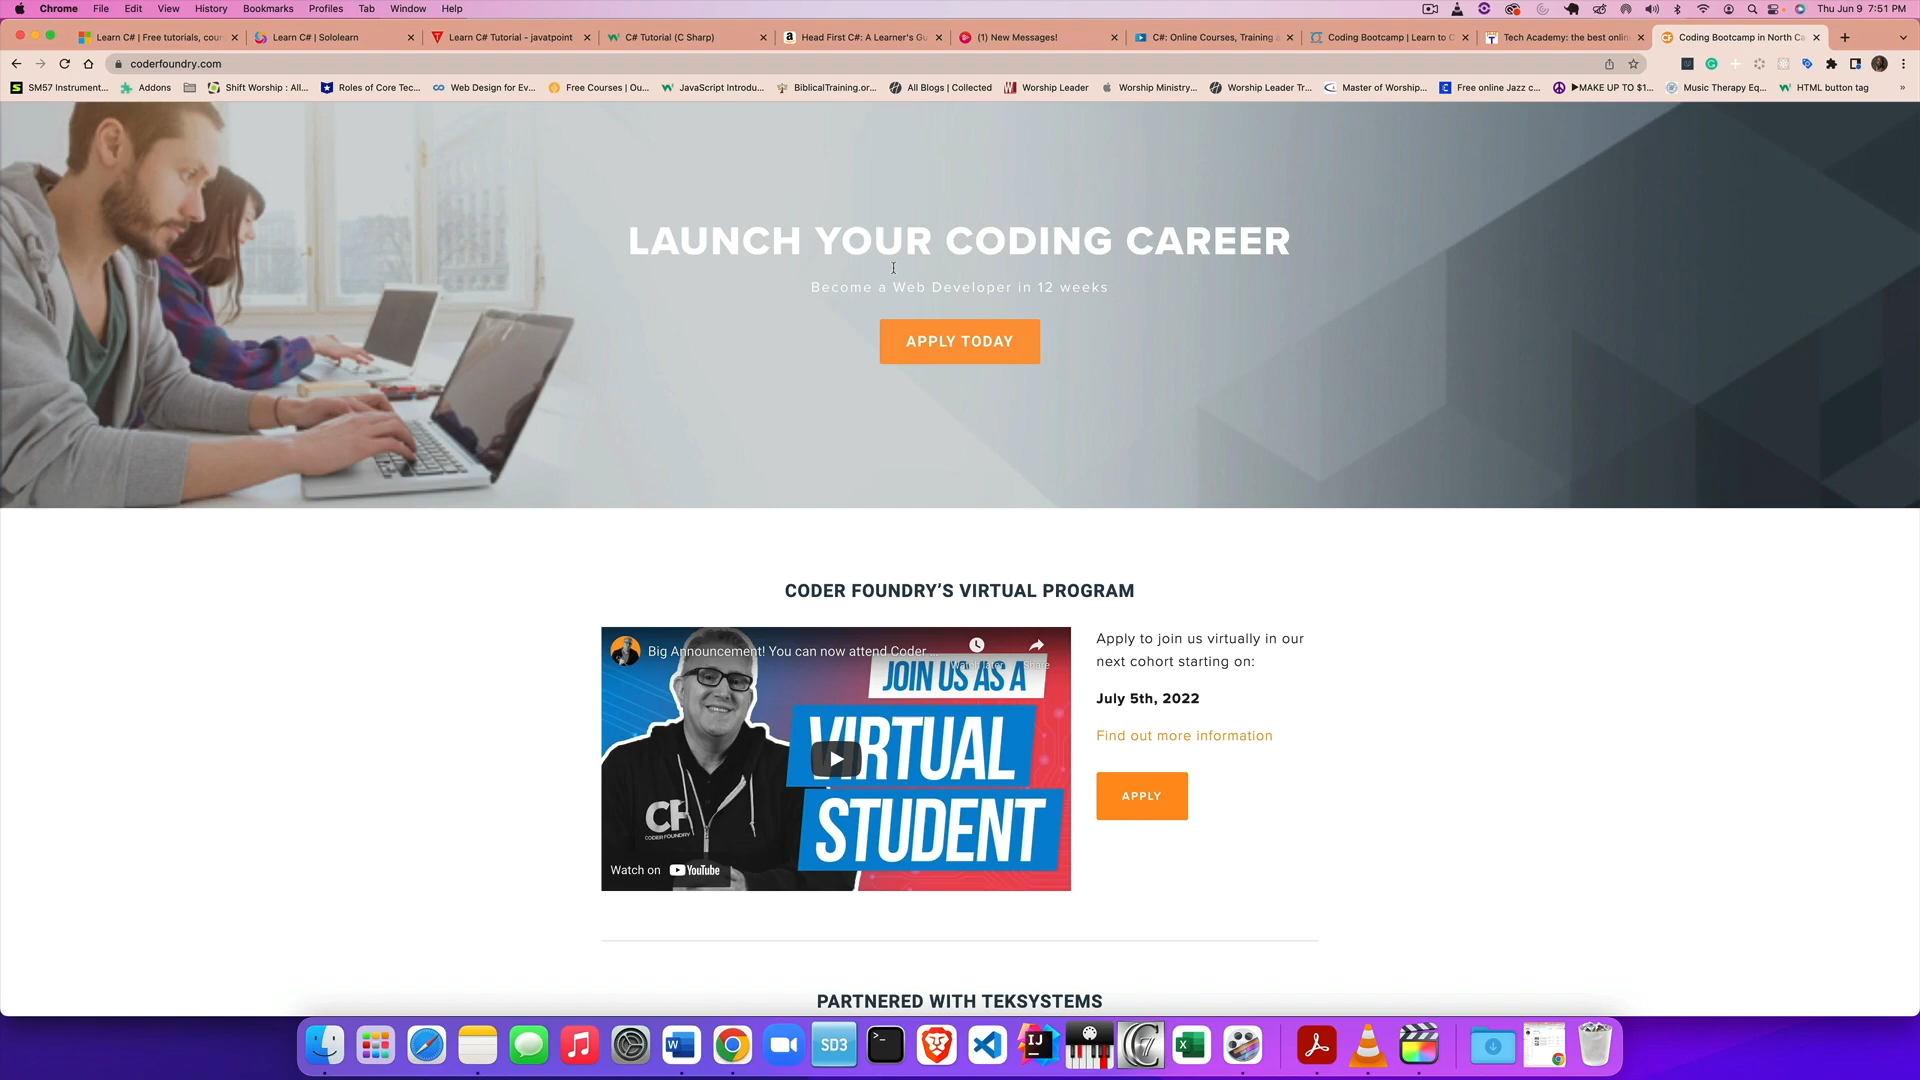 Chrome File Edit View History Bookmarks Profiles Tab Window Help Thu Jun 9 7:51 PM
Learn C# | Free tutorials, cour Learn C# | Sololearn Learn C# Tutorial - javatpoint C# Tutorial (C Sharp) Head First C#: A Learner's Gu (1) New Messages! C#: Online Courses, Training a Coding Bootcamp | Learn to C Tech Academy: the best onlin Coding Bootcamp in North Ca
coderfoundry.com
SM57 Instrument... Addons Shift Worship : All... Roles of Core Tec... Web Design for Ev... Free Courses | Ou... JavaScript Introdu... BiblicalTraining.or... All Blogs | Collected Worship Leader Worship Ministry... Worship Leader Tr... Master of Worship... Free online Jazz c... ▶MAKE UP TO $1... Music Therapy Eq... HTML button tag »
LAUNCH YOUR CODING CAREER
Become a Web Developer in 12 weeks
APPLY TODAY
CODER FOUNDRY'S VIRTUAL PROGRAM
Big Announcement! You can now attend Coder ...
Watch later Share
JOIN US AS A
VIRTUAL
STUDENT
CF
CODER FOUNDRY
Watch on YouTube
Apply to join us virtually in our
next cohort starting on:
July 5th, 2022
Find out more information
APPLY
PARTNERED WITH TEKSYSTEMS
SD3